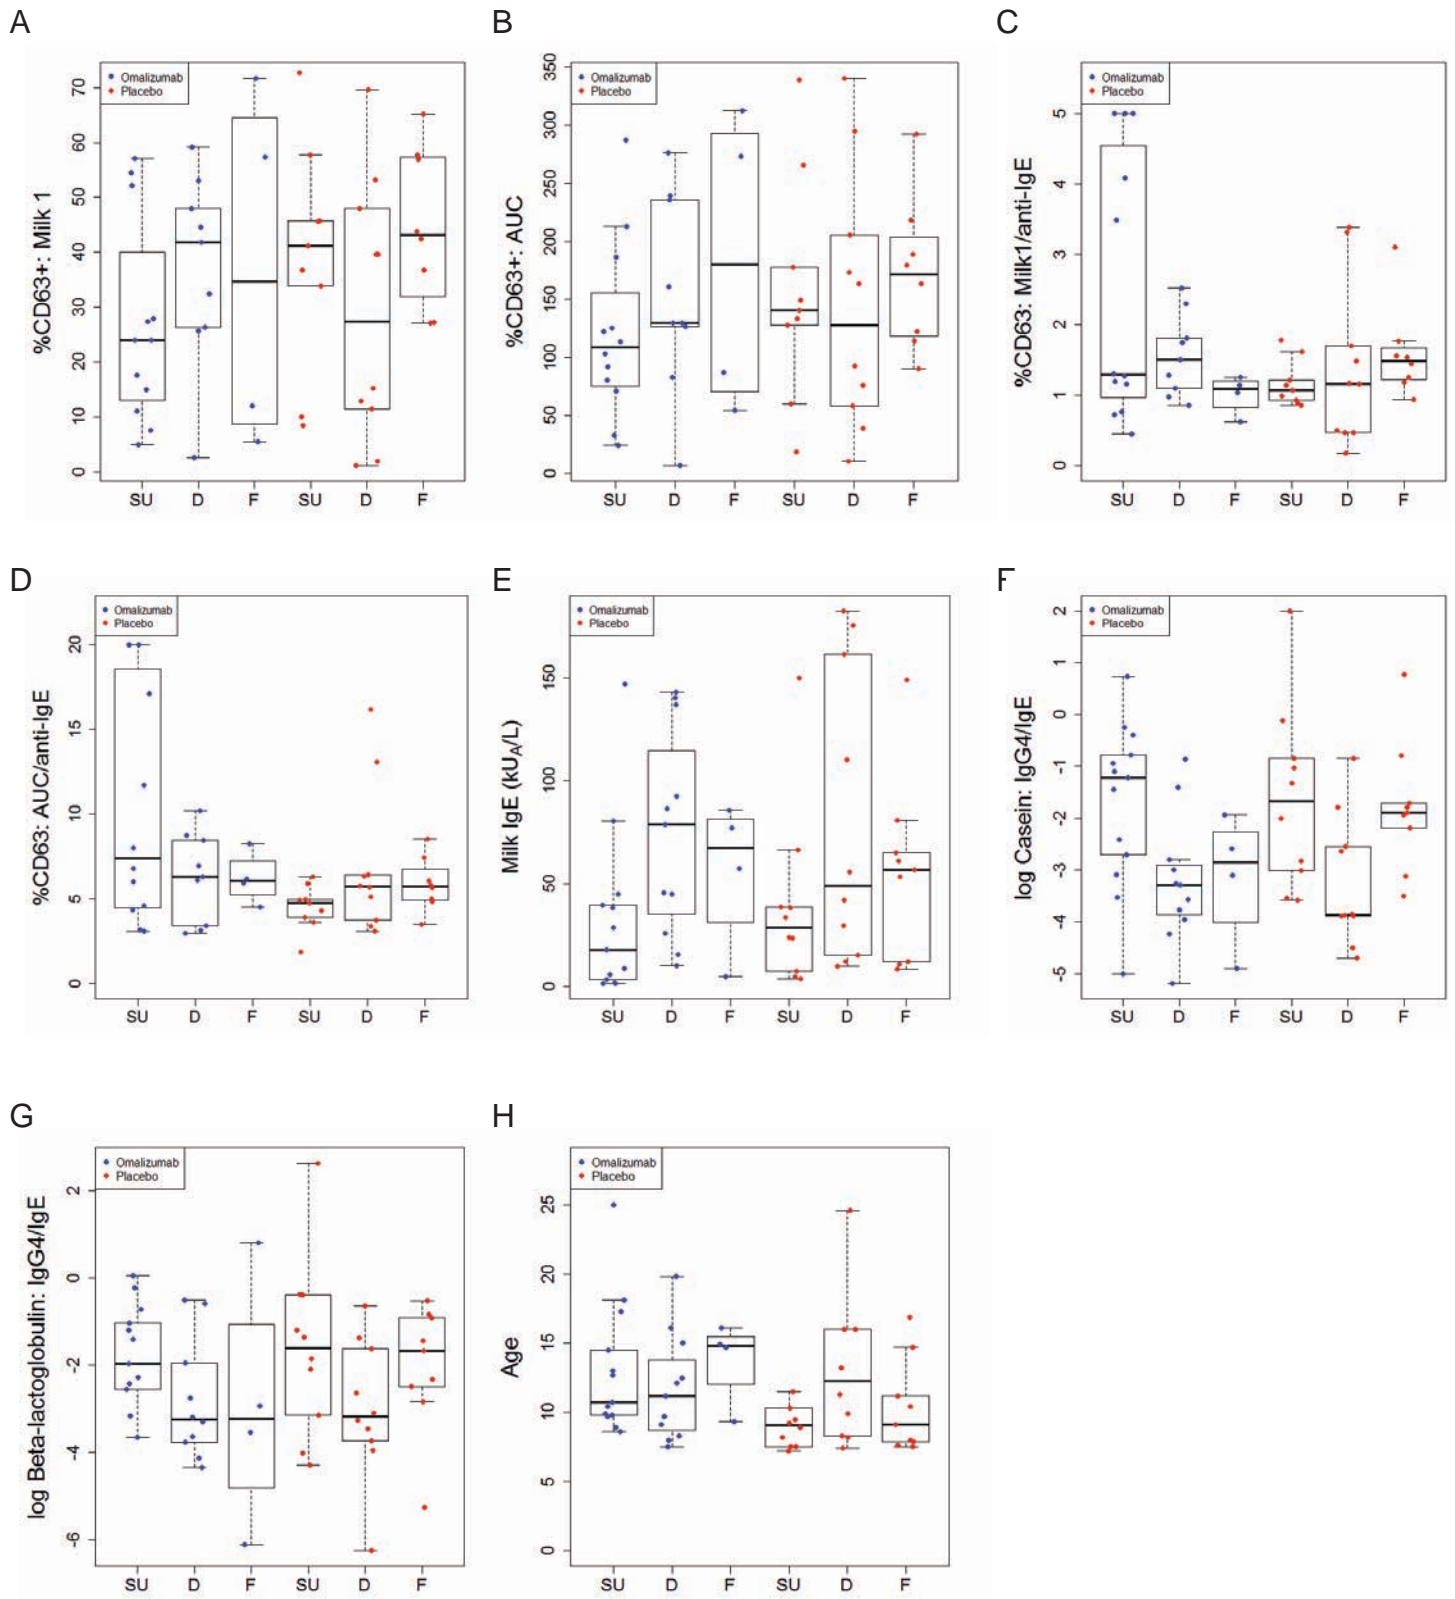 A
Omalizumab
Placebo
%CD63+: Milk 1
70
60
50
40
30
20
10
0
SU D F SU D F
B
Omalizumab
Placebo
%CD63+: AUC
350
300
250
200
150
100
50
0
SU D F SU D F
C
Omalizumab
Placebo
%CD63: Milk1/anti-IgE
5
4
3
2
1
0
SU D F SU D F
D
Omalizumab
Placebo
%CD63: AUC/anti-IgE
20
15
10
5
0
SU D F SU D F
E
Omalizumab
Placebo
Milk IgE (kUA/L)
150
100
50
0
SU D F SU D F
F
Omalizumab
Placebo
log Casein: IgG4/IgE
2
1
0
-1
-2
-3
-4
-5
SU D F SU D F
G
Omalizumab
Placebo
log Beta-lactoglobulin: IgG4/IgE
2
0
-2
-4
-6
SU D F SU D F
H
Omalizumab
Placebo
Age
25
20
15
10
5
0
SU D F SU D F